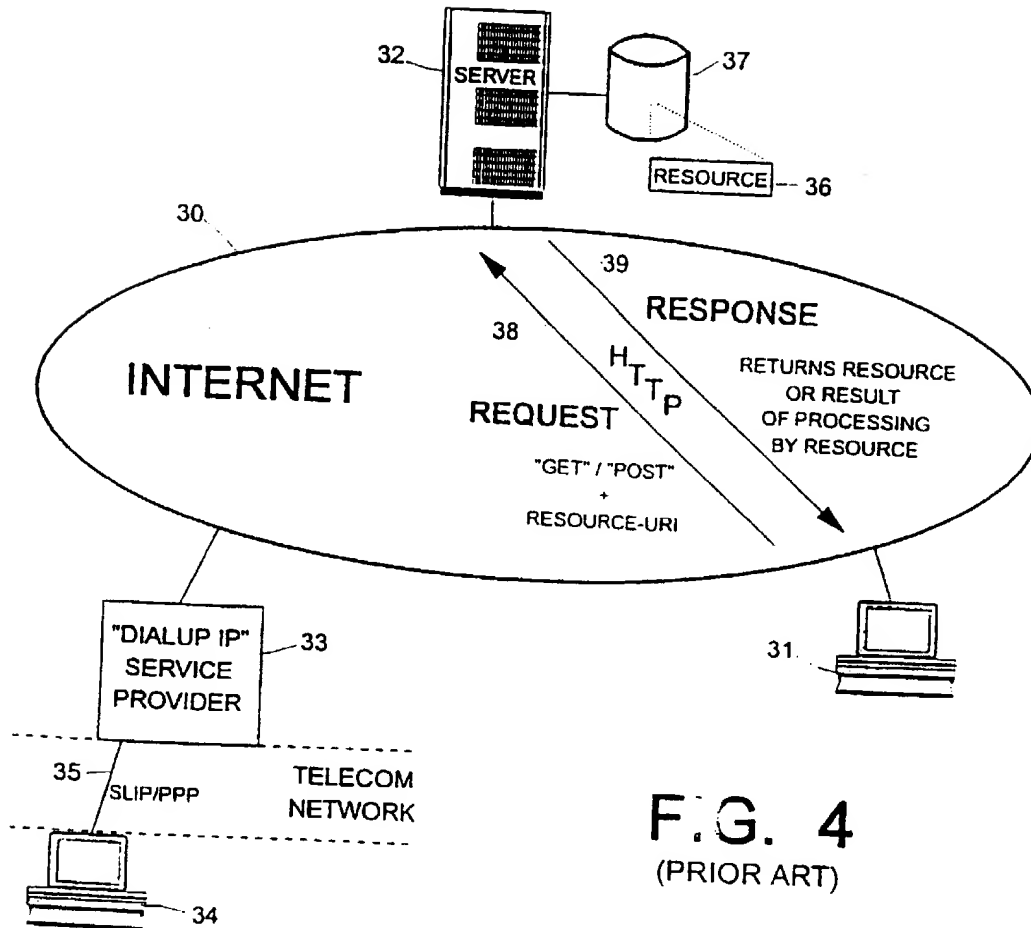 32
SERVER
37
RESOURCE
36
30
39
RESPONSE
38
HTTP
INTERNET
RETURNS RESOURCE
OR RESULT
OF PROCESSING
BY RESOURCE
REQUEST
"GET" / "POST"
+
RESOURCE-URI
"DIALUP IP"
SERVICE
PROVIDER
33
31
35
SLIP/PPP
TELECOM
NETWORK
34
FIG. 4
(PRIOR ART)